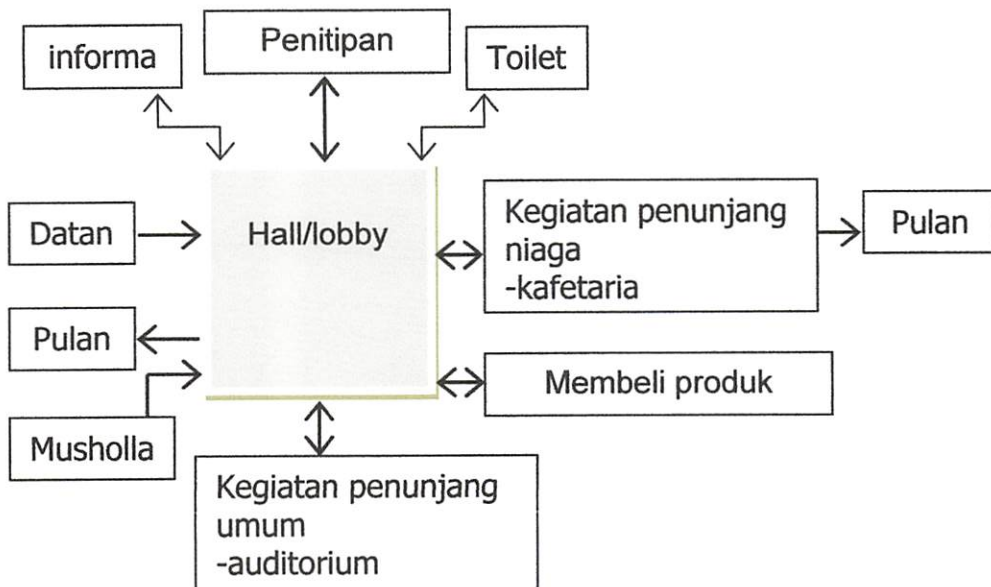 informa
Penitipan
Toilet
Datan
Hall/lobby
Kegiatan penunjang
niaga
-kafetaria
Pulan
Pulan
Membeli produk
Musholla
Kegiatan penunjang
umum
-auditorium